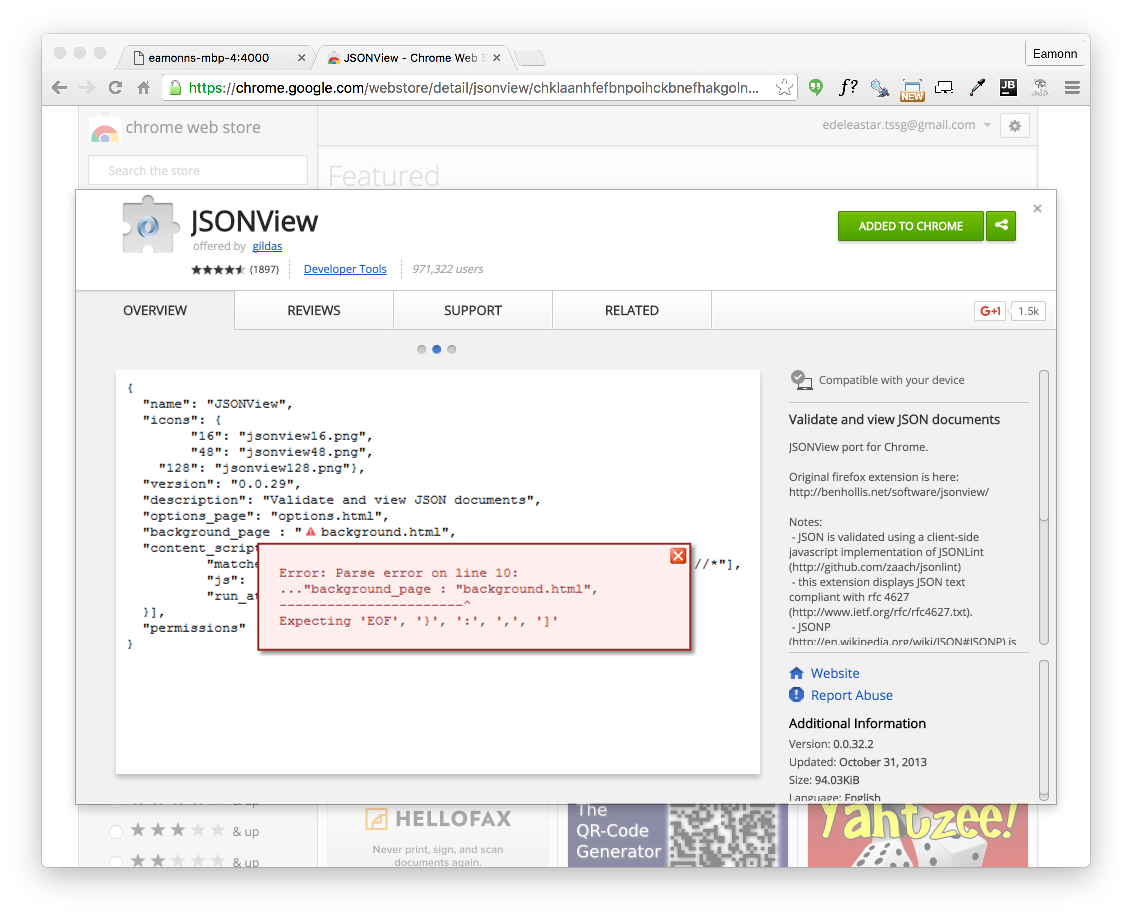 eamonns-mbp-4:4000
JSONView - Chrome Web S
Eamonn
https://chrome.google.com/webstore/detail/jsonview/chklaanhfefbnpoihckbnefhakgoln...
f?
NEW
JB
chrome web store
edeleastar.tssg@gmail.com
Search the store
Featured
JSONView
offered by gildas
(1897)
Developer Tools
971,322 users
ADDED TO CHROME
OVERVIEW
REVIEWS
SUPPORT
RELATED
G+1
1.5k
{
"name": "JSONView",
"icons": {
"16": "jsonview16.png",
"48": "jsonview48.png",
"128": "jsonview128.png"},
"version": "0.0.29",
"description": "Validate and view JSON documents",
"options_page": "options.html",
"background_page : "background.html",
"content_script
"matche //*"],
"js":
"run_at
}],
"permissions"
}
Error: Parse error on line 10:
..."background_page : "background.html",
-----------------------^
Expecting 'EOF', '}', ':', ',', ']'
Compatible with your device
Validate and view JSON documents
JSONView port for Chrome.
Original firefox extension is here:
http://benhollis.net/software/jsonview/
Notes:
- JSON is validated using a client-side
javascript implementation of JSONLint
(http://github.com/zaach/jsonlint)
- this extension displays JSON text
compliant with rfc 4627
(http://www.ietf.org/rfc/rfc4627.txt).
- JSONP
(http://en.wikipedia.org/wiki/JSON#JSONP) is
Website
Report Abuse
Additional Information
Version: 0.0.32.2
Updated: October 31, 2013
Size: 94.03KiB
Language: English
& up
& up
& up
HELLOFAX
Never print, sign, and scan
documents again.
The
QR-Code
Generator
Yahtzee!